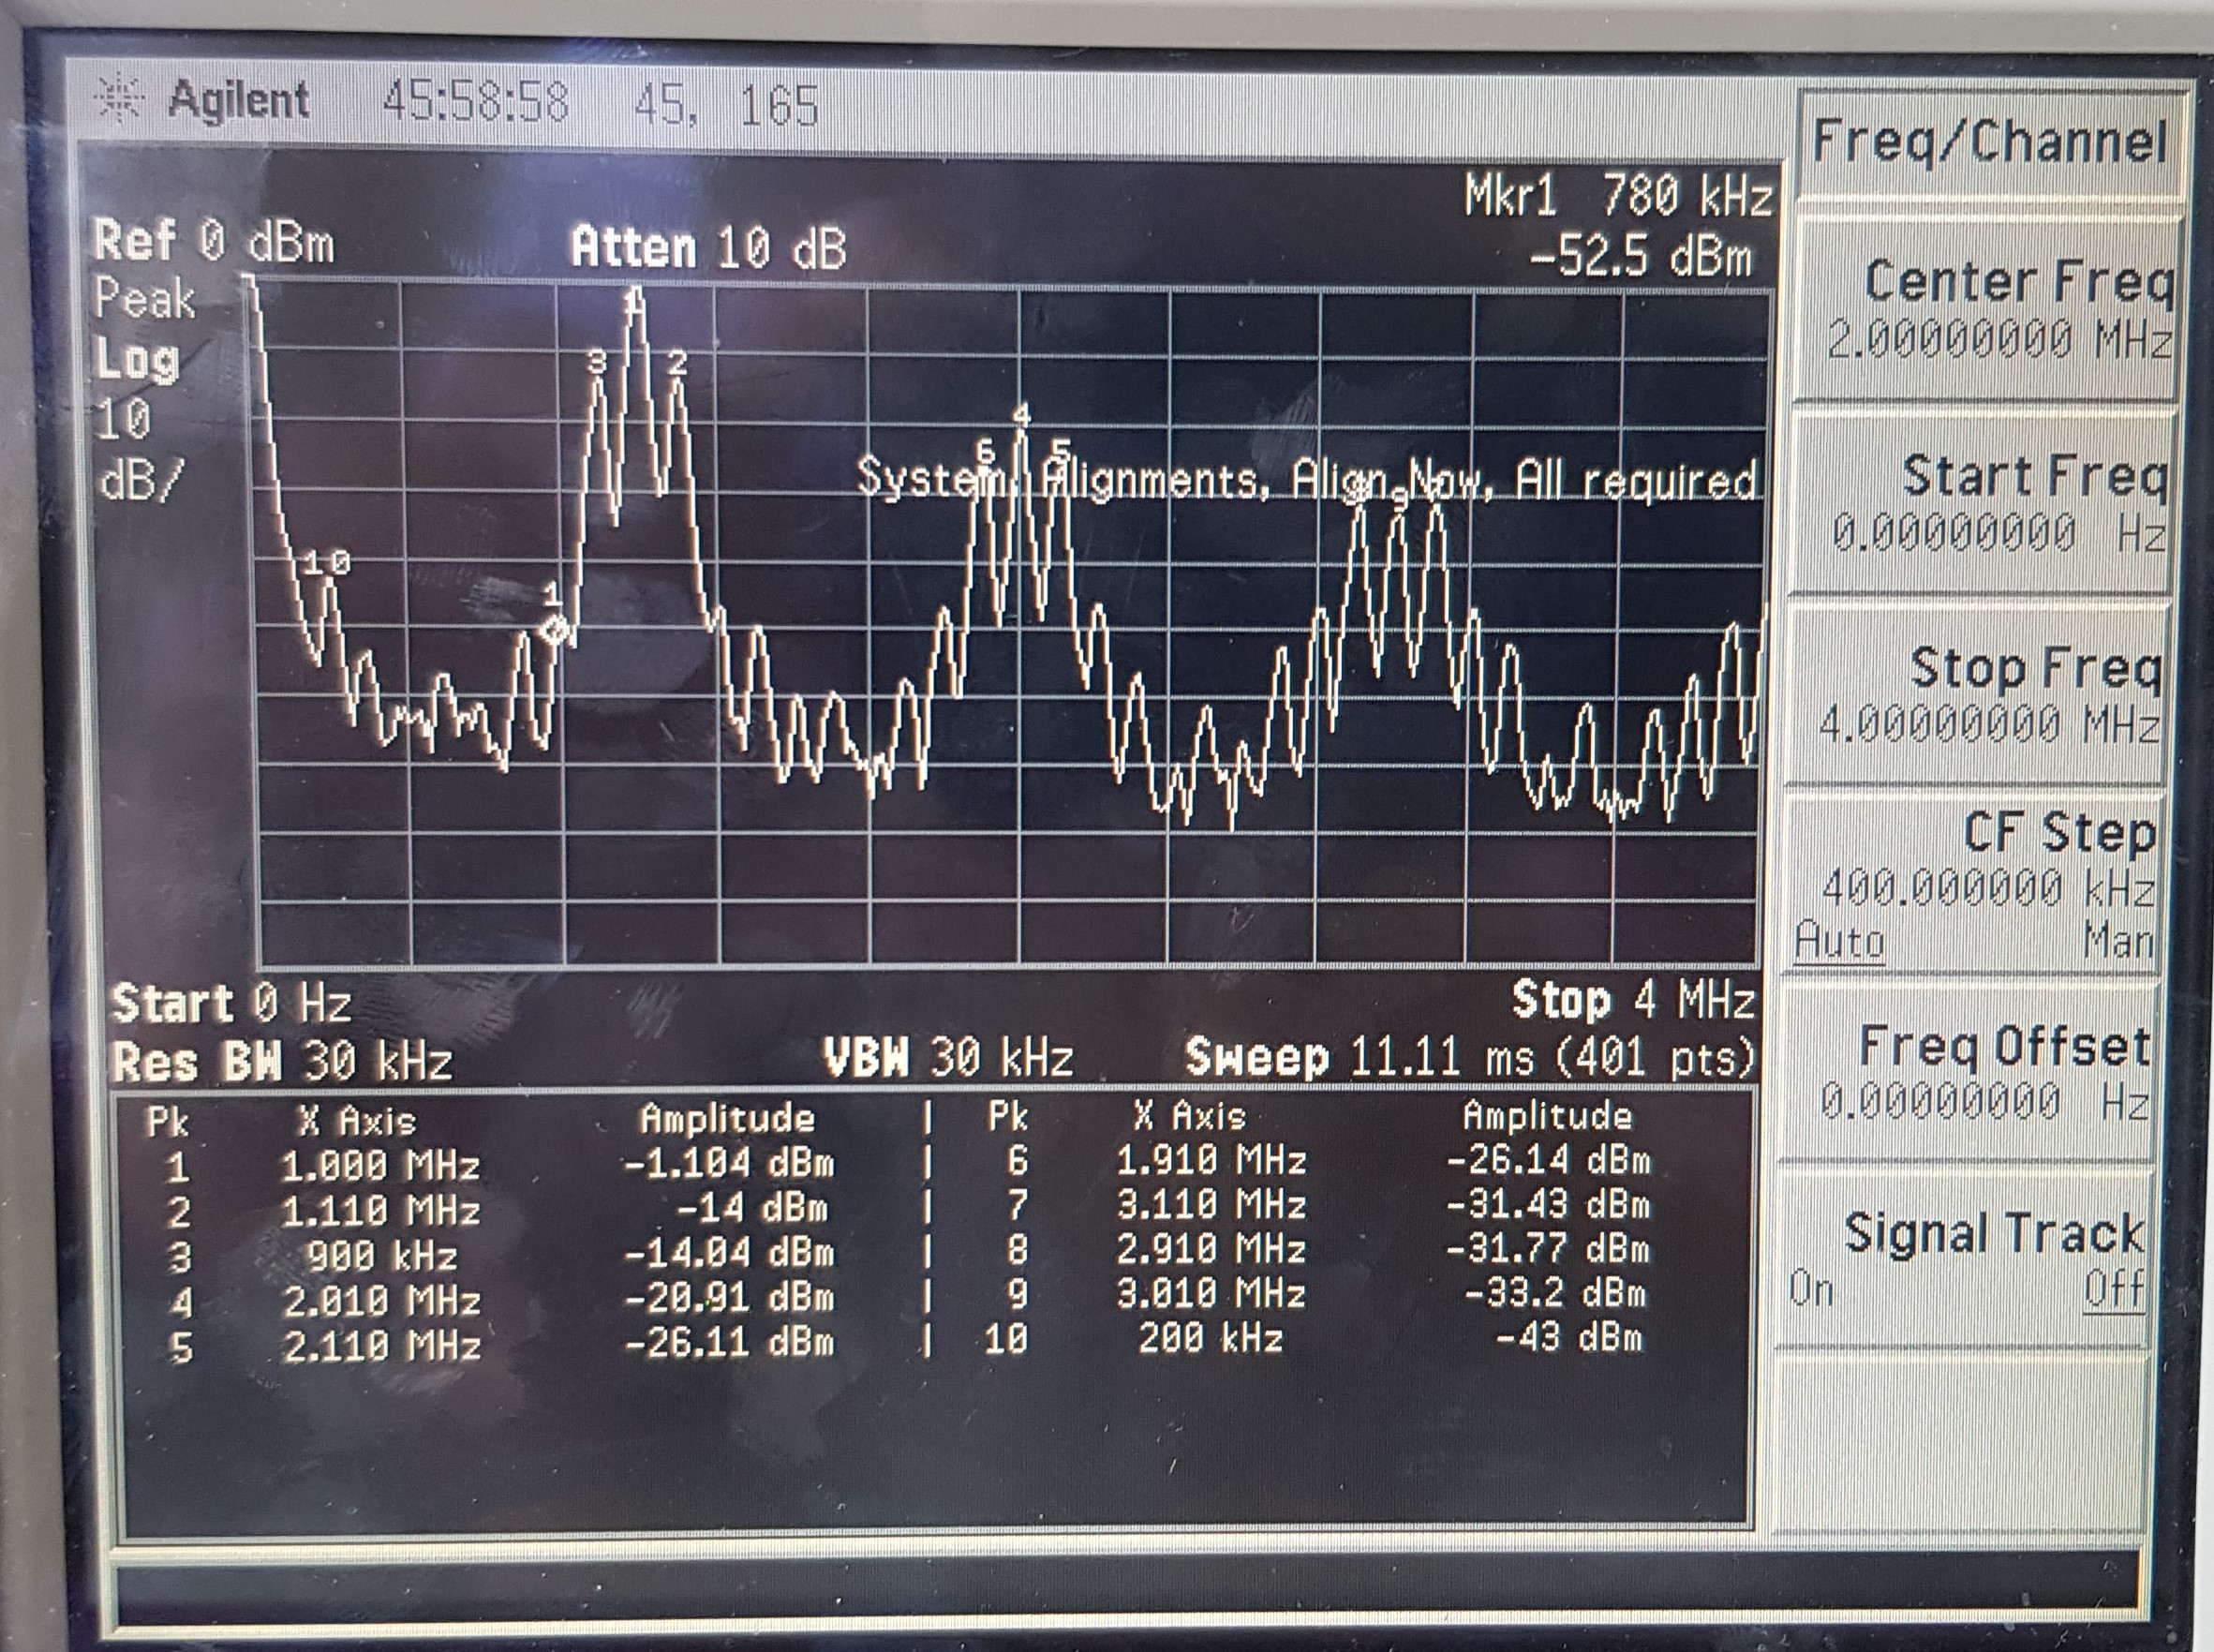 Agilent 45:58:58 45, 165
Mkr1 780 kHz
Ref 0 dBm Atten 10 dB -52.5 dBm
Peak
Log
10
dB/
1
3 2
4
6 5
System, Alignments, Align Now, All required
9
10
1
Start 0 Hz Stop 4 MHz
Res BW 30 kHz VBW 30 kHz Sweep 11.11 ms (401 pts)
Pk X Axis Amplitude | Pk X Axis Amplitude
1 1.000 MHz -1.104 dBm | 6 1.910 MHz -26.14 dBm
2 1.110 MHz -14 dBm | 7 3.110 MHz -31.43 dBm
3 900 kHz -14.04 dBm | 8 2.910 MHz -31.77 dBm
4 2.010 MHz -20.91 dBm | 9 3.010 MHz -33.2 dBm
5 2.110 MHz -26.11 dBm | 10 200 kHz -43 dBm
Freq/Channel
Center Freq
2.00000000 MHz
Start Freq
0.00000000 Hz
Stop Freq
4.00000000 MHz
CF Step
400.000000 kHz
Auto Man
Freq Offset
0.00000000 Hz
Signal Track
On Off